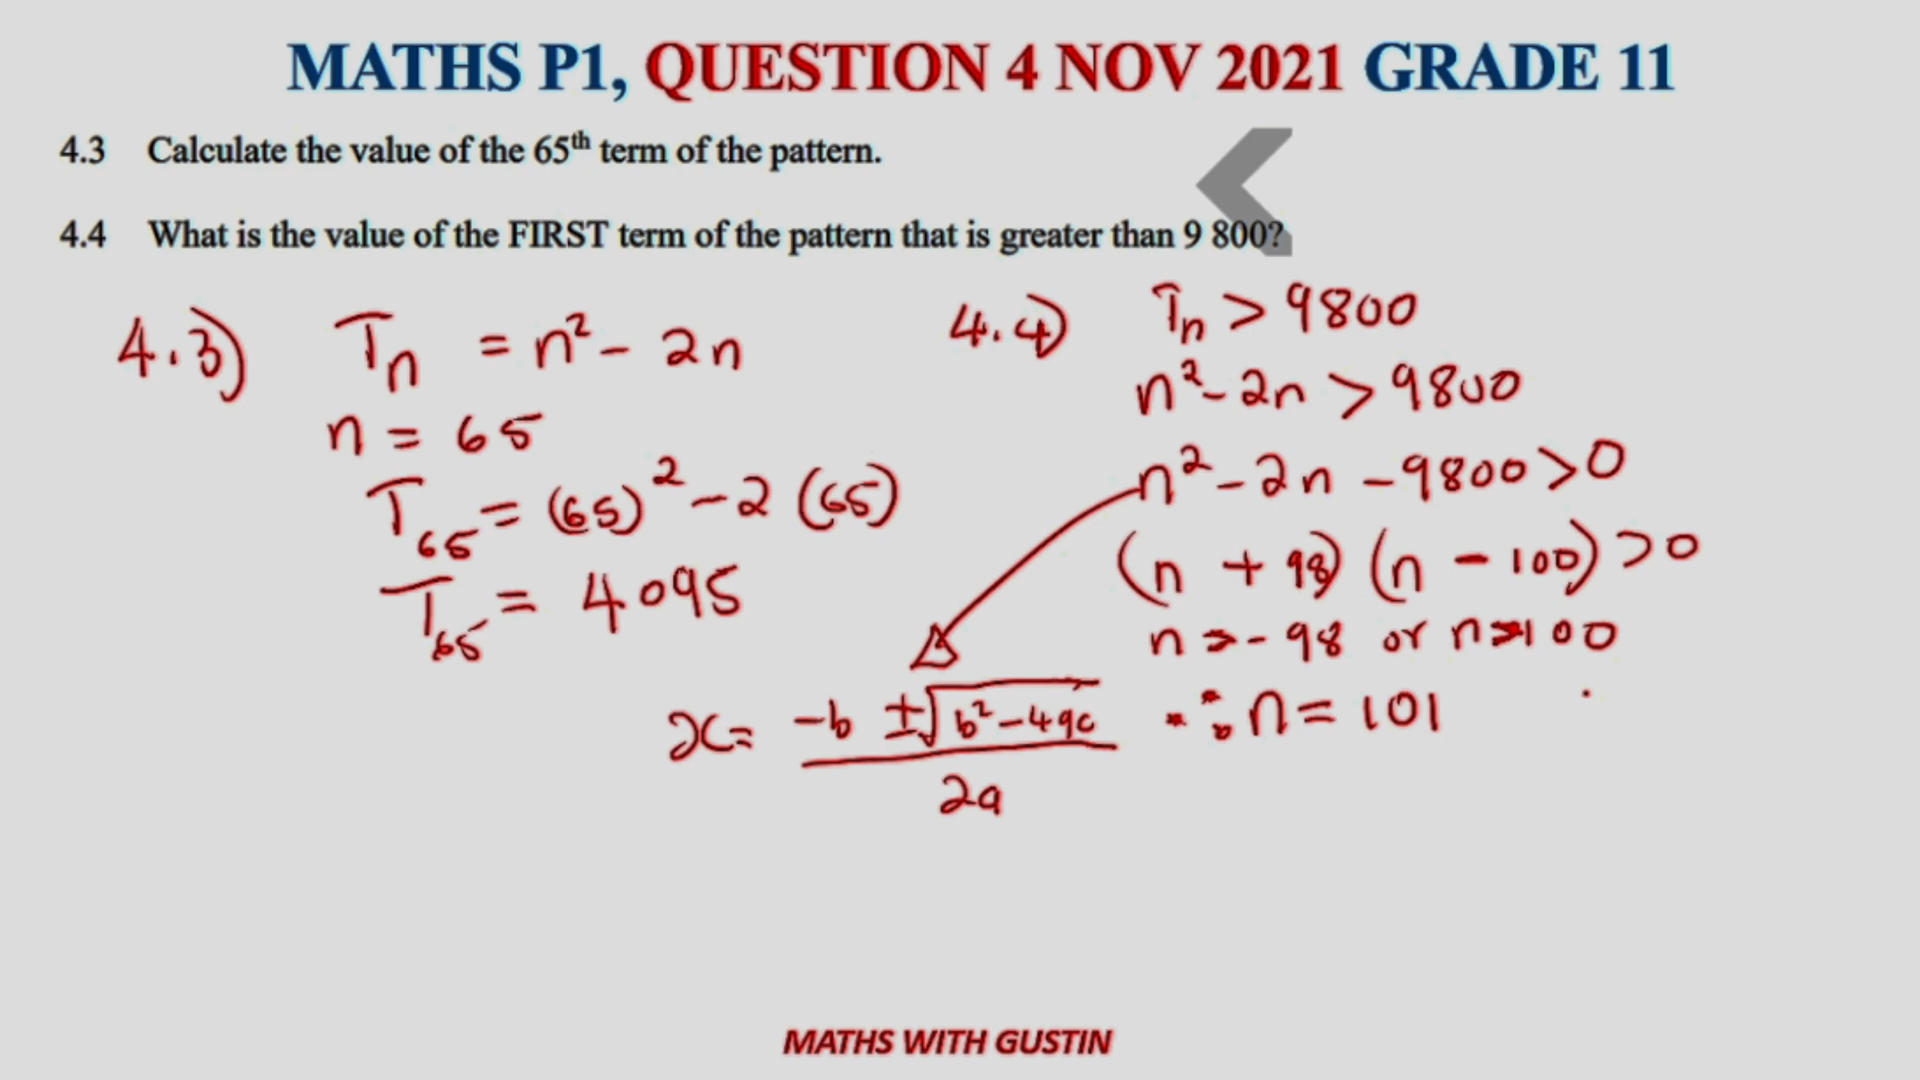 MATHS P1, QUESTION 4 NOV 2021 GRADE 11
4.3 Calculate the value of the 65th term of the pattern.
4.4 What is the value of the FIRST term of the pattern that is greater than 9 800?
4.3) Tn = n² - 2n
n = 65
T65 = (65)² - 2 (65)
T65 = 4095
4.4) Tn > 9800
n² - 2n > 9800
n² - 2n - 9800 > 0
(n + 98) (n - 100) > 0
n > -98 or n > 100
∴ n = 101
x = -b ± √b² - 4ac
2a
MATHS WITH GUSTIN